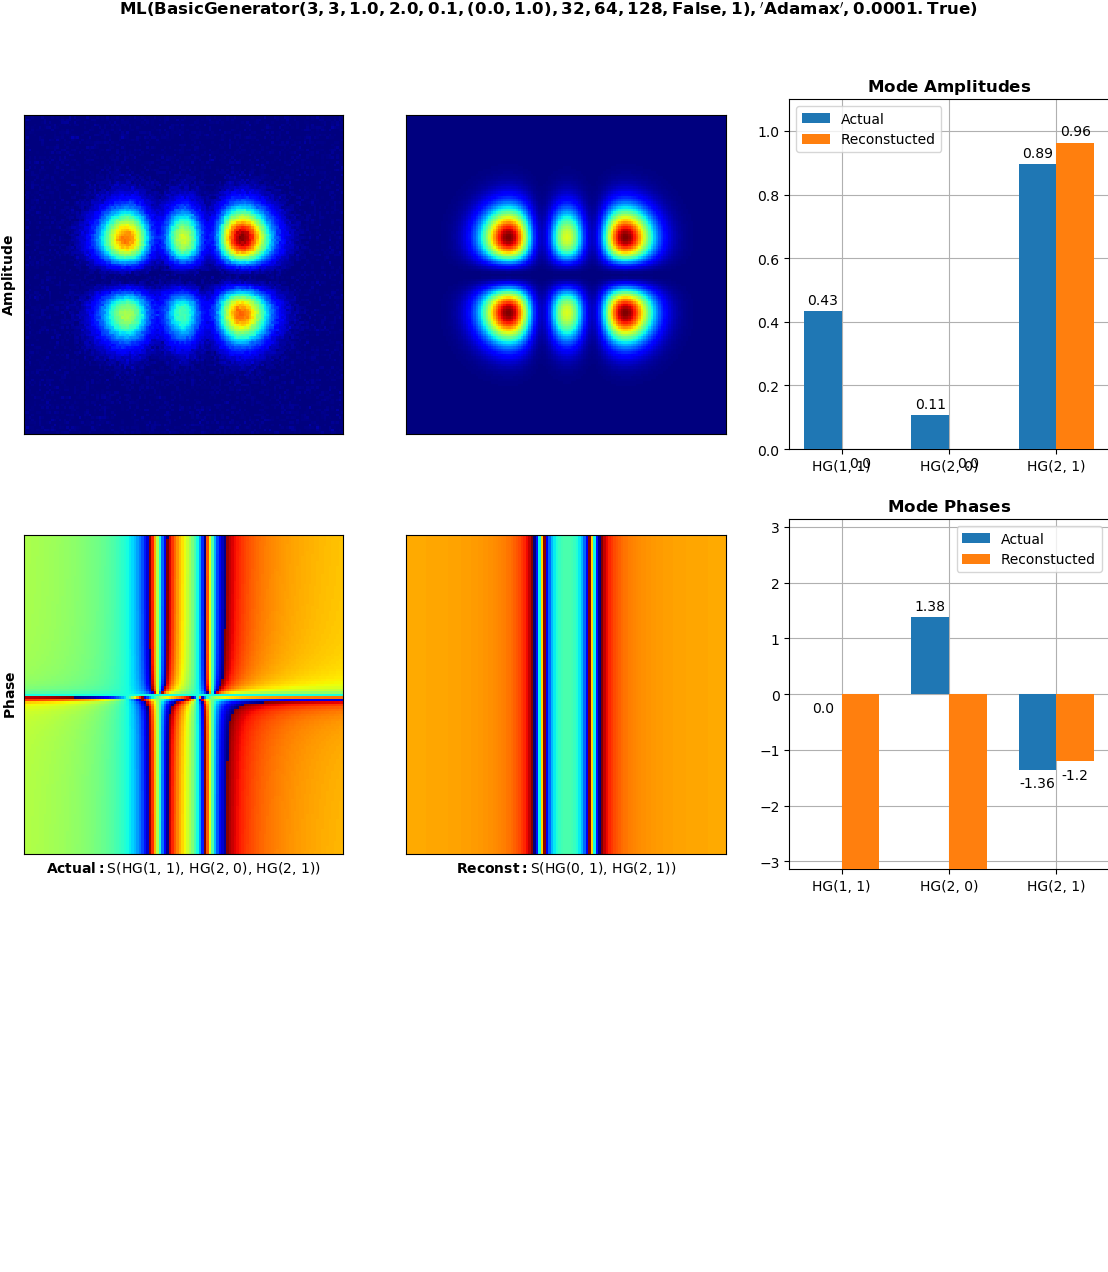 ML(BasicGenerator(3, 3, 1.0, 2.0, 0.1, (0.0, 1.0), 32, 64, 128, False, 1), 'Adamax', 0.0001. True)
Amplitude
Mode Amplitudes
Actual
Reconstucted
1.0
0.8
0.6
0.4
0.2
0.0
0.43
0.11
0.89
0.96
0.0
0.0
HG(1, 1)
HG(2, 0)
HG(2, 1)
Phase
Actual: S(HG(1, 1), HG(2, 0), HG(2, 1))
Reconst: S(HG(0, 1), HG(2, 1))
Mode Phases
Actual
Reconstucted
3
2
1
0
−1
−2
−3
0.0
1.38
-1.36
-1.2
HG(1, 1)
HG(2, 0)
HG(2, 1)